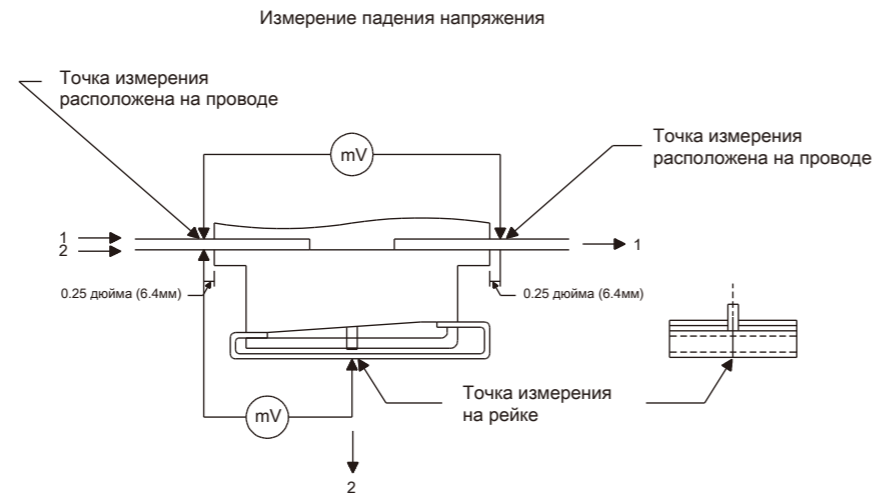 Измерение падения напряжения
Точка измерения
расположена на проводе
Точка измерения
расположена на проводе
mV
1
2
1
0.25 дюйма (6.4мм)
0.25 дюйма (6.4мм)
Точка измерения
на рейке
mV
2